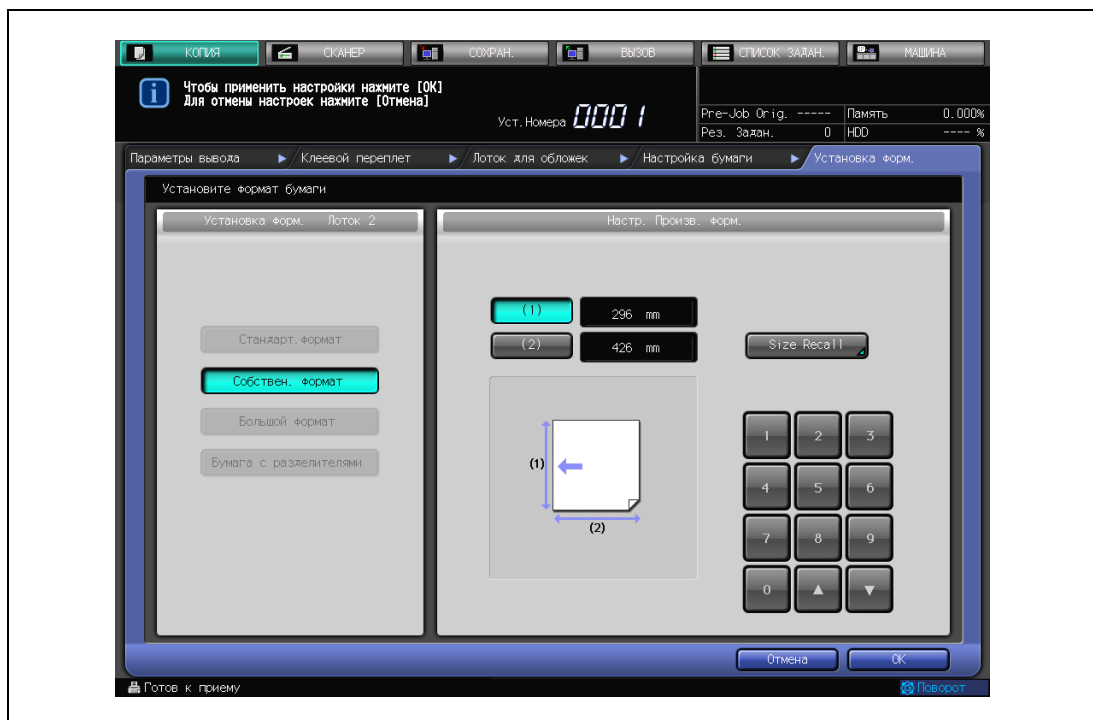 КОПИЯ СКАНЕР СОХРАН. ВЫЗОВ СПИСОК ЗАДАН. МАШИНА
Чтобы применить настройки нажмите [OK]
Для отмены настроек нажмите [Отмена]
Уст.Номера 0001
Pre-Job Orig. ----- Память 0.000%
Рез. Задан. 0 HDD ---- %
Параметры вывода Клеевой переплет Лоток для обложек Настройка бумаги Установка форм.
Установите формат бумаги
Установка форм. Лоток 2
Настр. Произв. форм.
(1) 296 mm
(2) 426 mm
Size Recall
Стандарт.формат
Собствен. формат
Большой формат
Бумага с разделителями
(1)
(2)
1 2 3
4 5 6
7 8 9
0 ▲ ▼
Отмена OK
Готов к приему Поворот